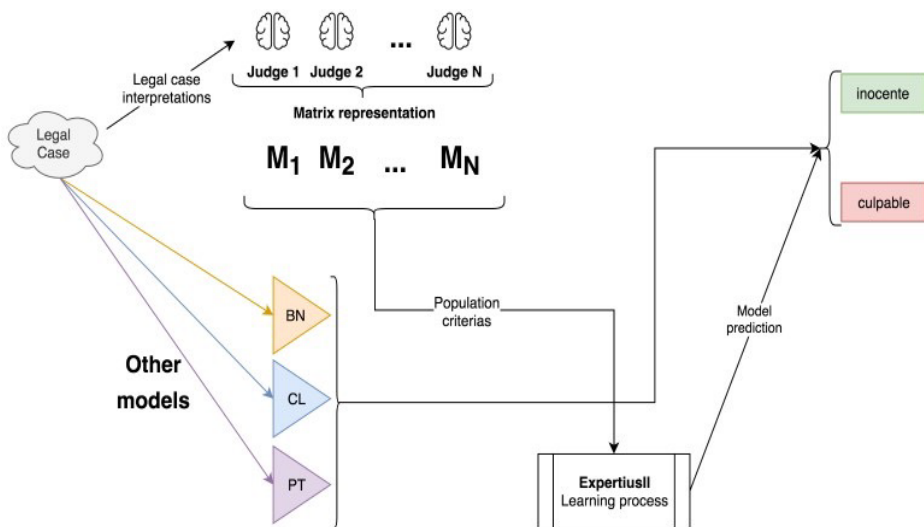 Judge 1 Judge 2 ... Judge N
Legal case
interpretations
Matrix representation
Legal
Case
M1 M2 ... MN
inocente
culpable
BN
Population
criterias
Model
prediction
Other
models
CL
PT
ExpertiusII
Learning process